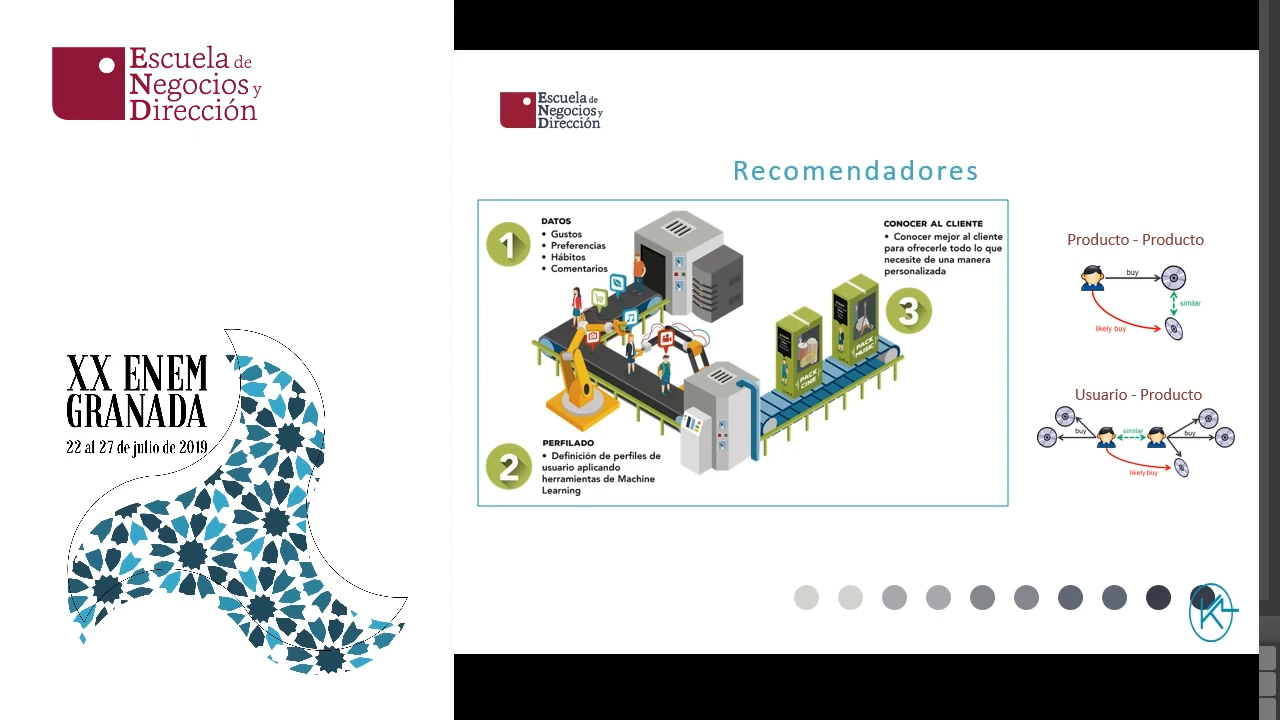 Escuela de
Negocios y
Dirección
XX ENEM
GRANADA
22 al 27 de julio de 2019
Escuela de
Negocios y
Dirección
Recomendadores
1
DATOS
• Gustos
• Preferencias
• Hábitos
• Comentarios
2
PERFILADO
• Definición de perfiles de
usuario aplicando
herramientas de Machine
Learning
3
CONOCER AL CLIENTE
• Conocer mejor al cliente
para ofrecerle todo lo que
necesite de una manera
personalizada
PACK
CINE
PACK
MUSIC
Producto - Producto
buy
similar
likely buy
Usuario - Producto
buy
similar
buy
likely buy